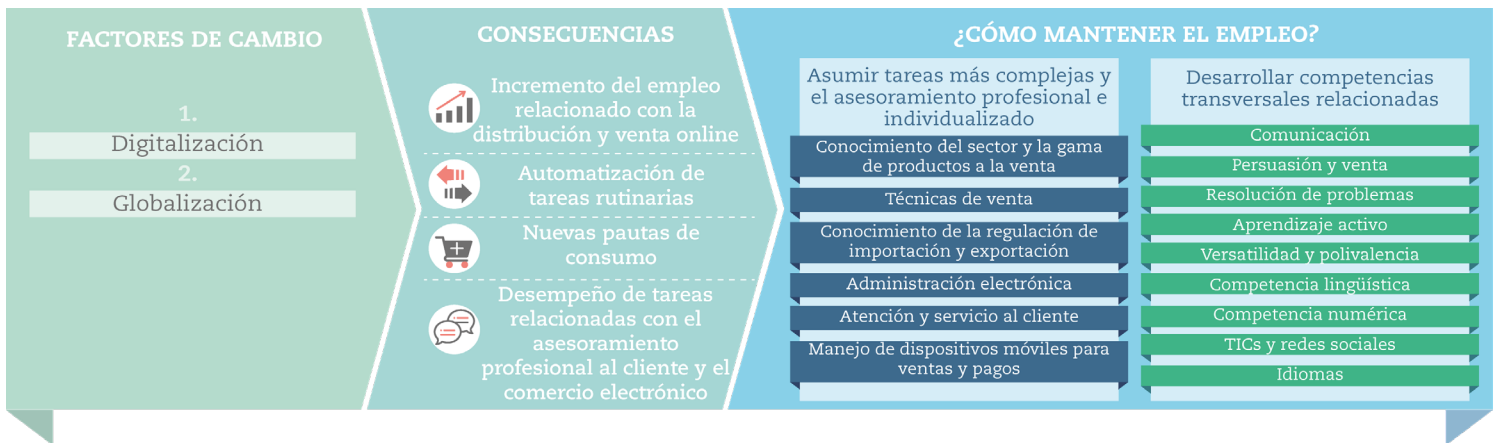 FACTORES DE CAMBIO
1.
Digitalización
2.
Globalización
CONSECUENCIAS
Incremento del empleo
relacionado con la
distribución y venta online
Automatización de
tareas rutinarias
Nuevas pautas de
consumo
Desempeño de tareas
relacionadas con el
asesoramiento
profesional al cliente y el
comercio electrónico
¿CÓMO MANTENER EL EMPLEO?
Asumir tareas más complejas y
el asesoramiento profesional e
individualizado
Conocimiento del sector y la gama
de productos a la venta
Técnicas de venta
Conocimiento de la regulación de
importación y exportación
Administración electrónica
Atención y servicio al cliente
Manejo de dispositivos móviles para
ventas y pagos
Desarrollar competencias
transversales relacionadas
Comunicación
Persuasión y venta
Resolución de problemas
Aprendizaje activo
Versatilidad y polivalencia
Competencia lingüística
Competencia numérica
TICs y redes sociales
Idiomas